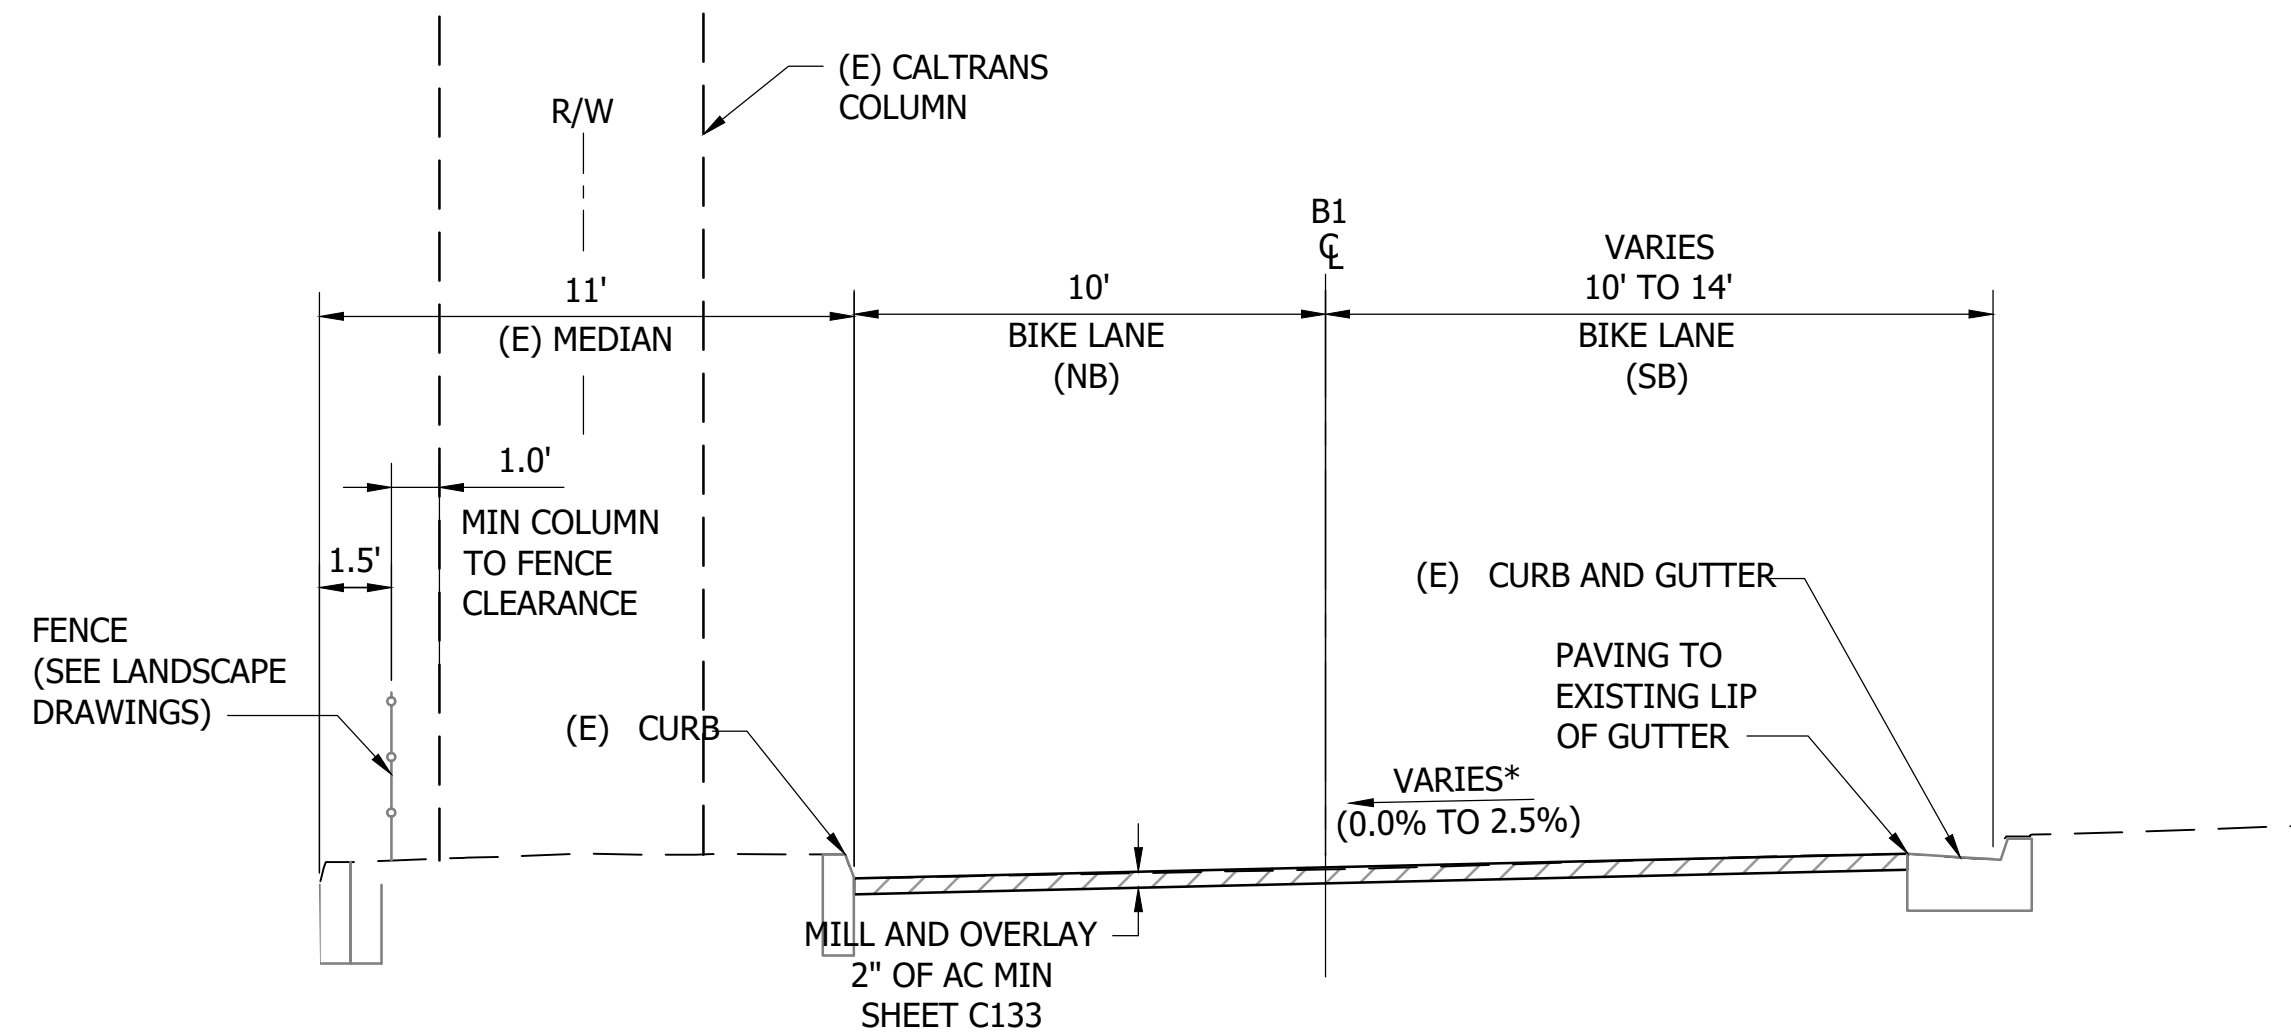 (E) CALTRANS
COLUMN
R/W
B1
℄
VARIES
10' TO 14'
11'
10'
(E) MEDIAN
BIKE LANE
(NB)
BIKE LANE
(SB)
1.0'
MIN COLUMN
TO FENCE
CLEARANCE
1.5'
(E) CURB AND GUTTER
FENCE
(SEE LANDSCAPE
DRAWINGS)
PAVING TO
EXISTING LIP
OF GUTTER
(E) CURB
VARIES*
(0.0% TO 2.5%)
MILL AND OVERLAY
2" OF AC MIN
SHEET C133